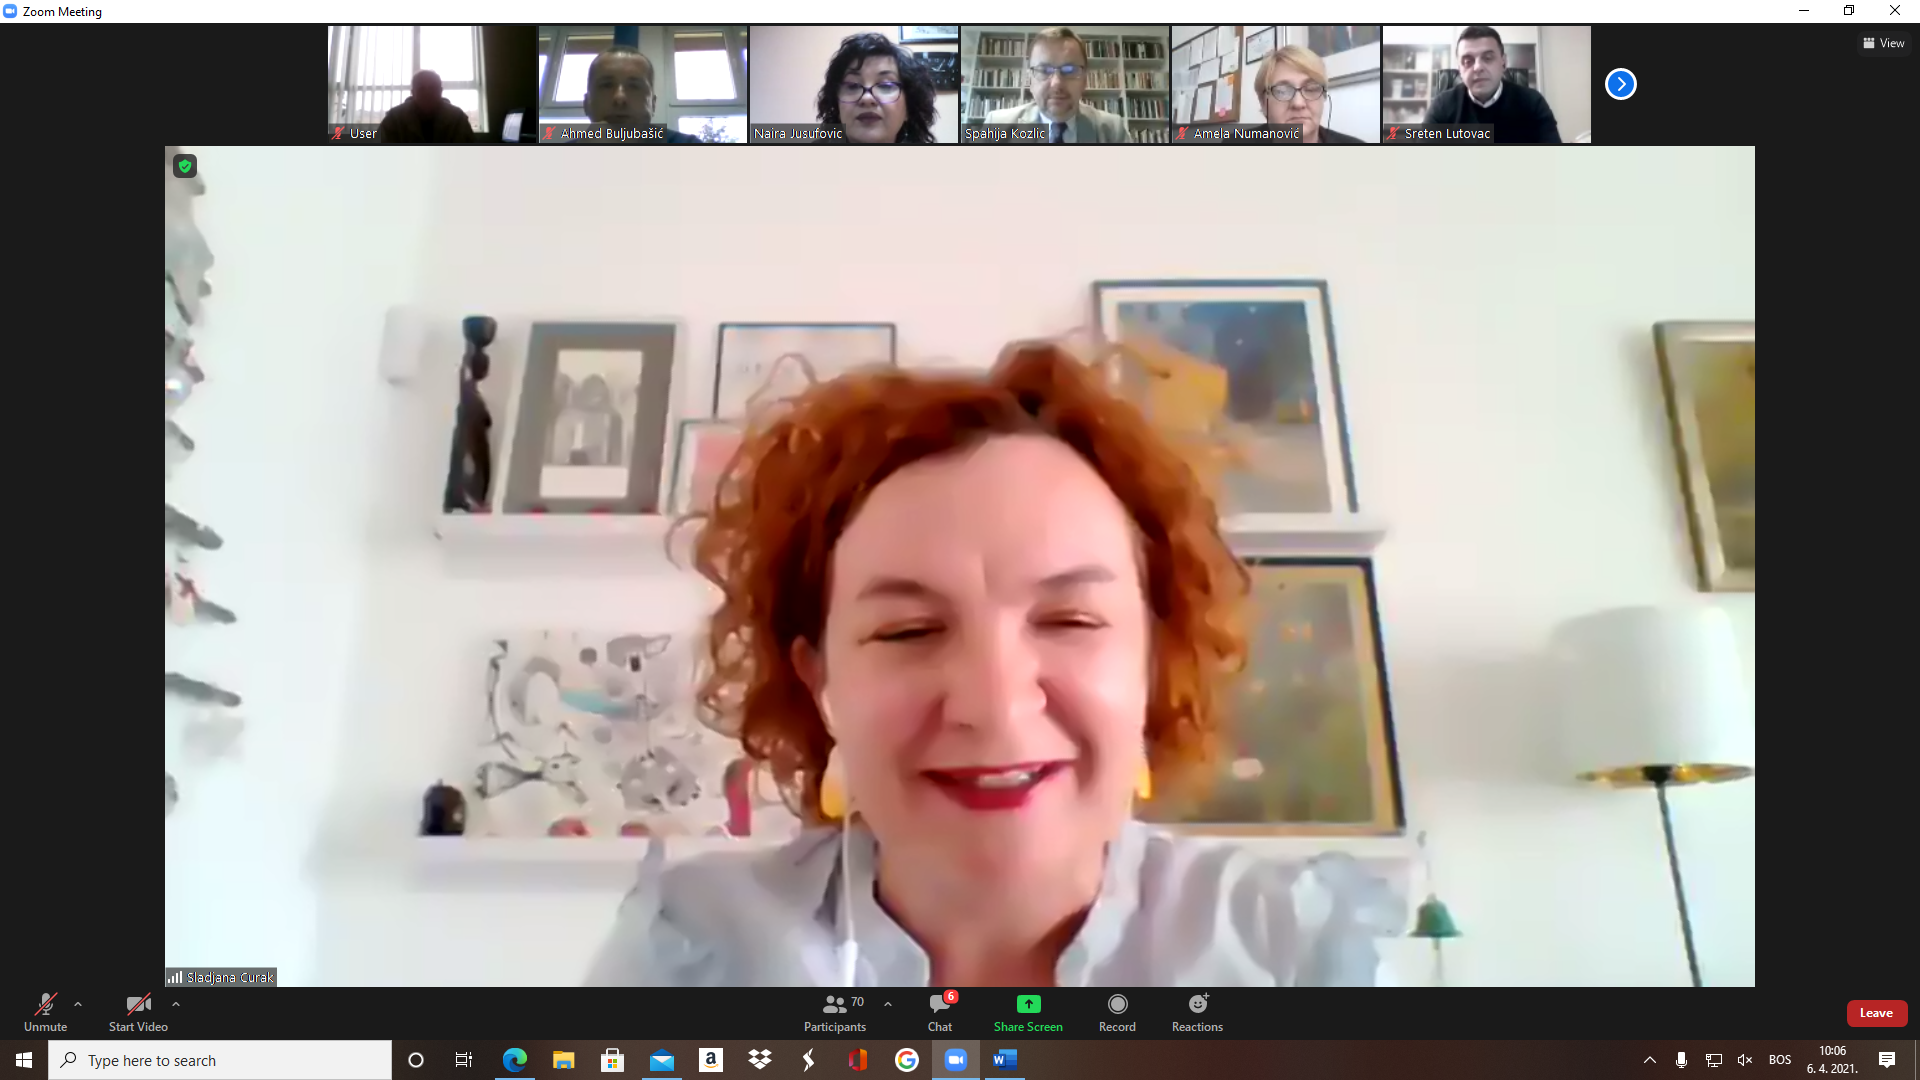 Zoom Meeting
View
User
Ahmed Buljubašić
Naira Jusufovic
Spahija Kozlic
Amela Numanović
Sreten Lutovac
Sladjana Curak
Unmute
Start Video
70
Participants
6
Chat
Share Screen
Record
Reactions
Leave
Type here to search
a
G
W
BOS
10:06
6. 4. 2021.